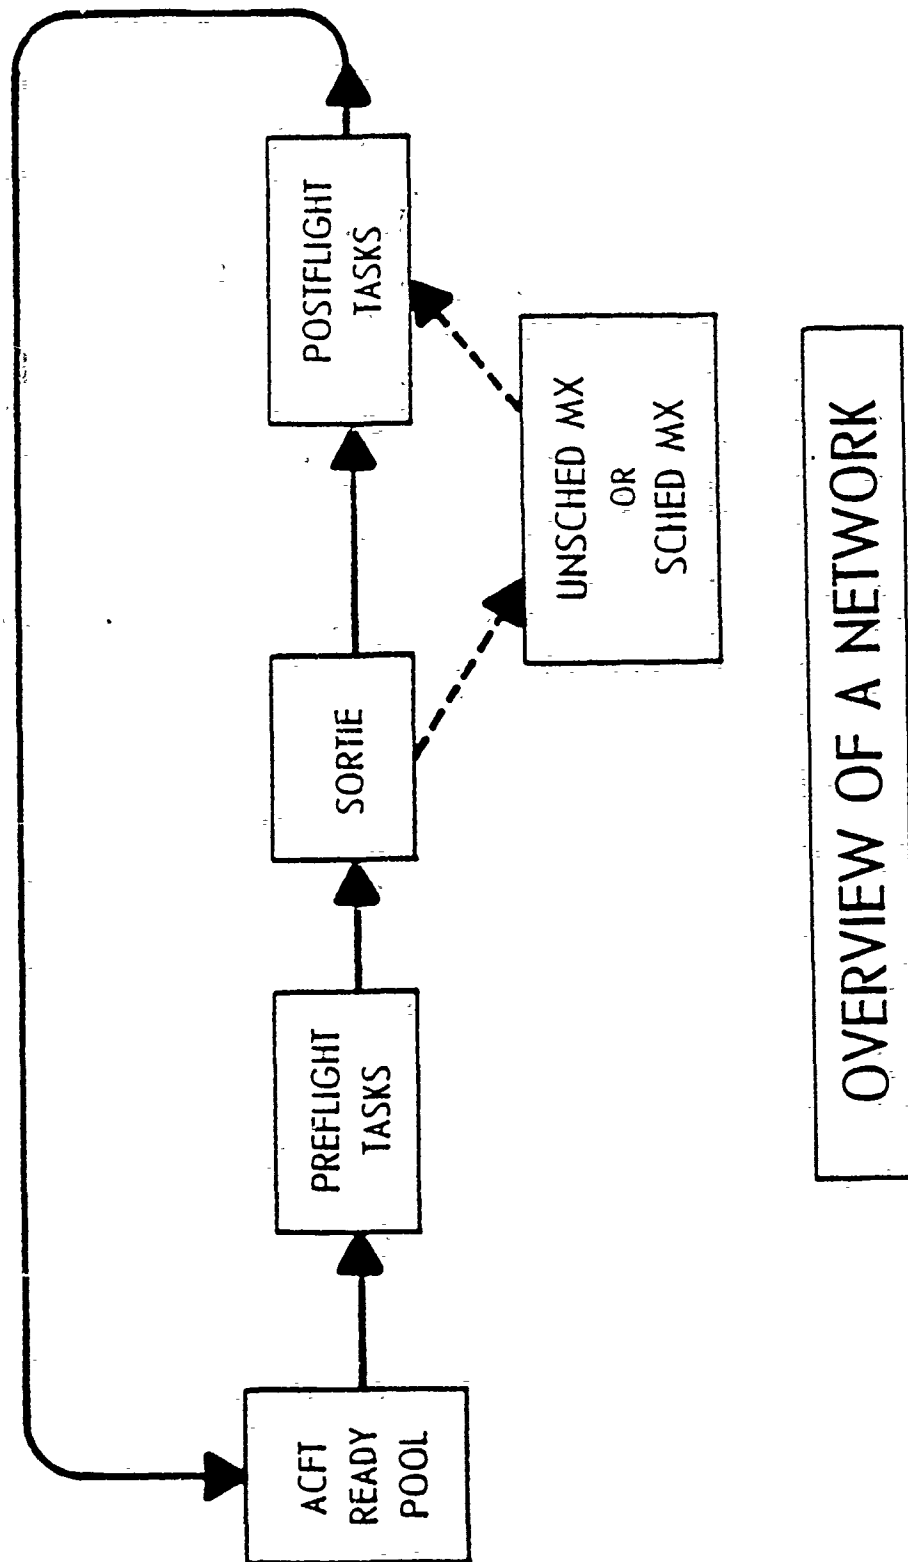 ACFT
READY
POOL
PREFLIGHT
TASKS
SORTIE
POSTFLIGHT
TASKS
UNSCHED MX
OR
SCHED MX
OVERVIEW OF A NETWORK